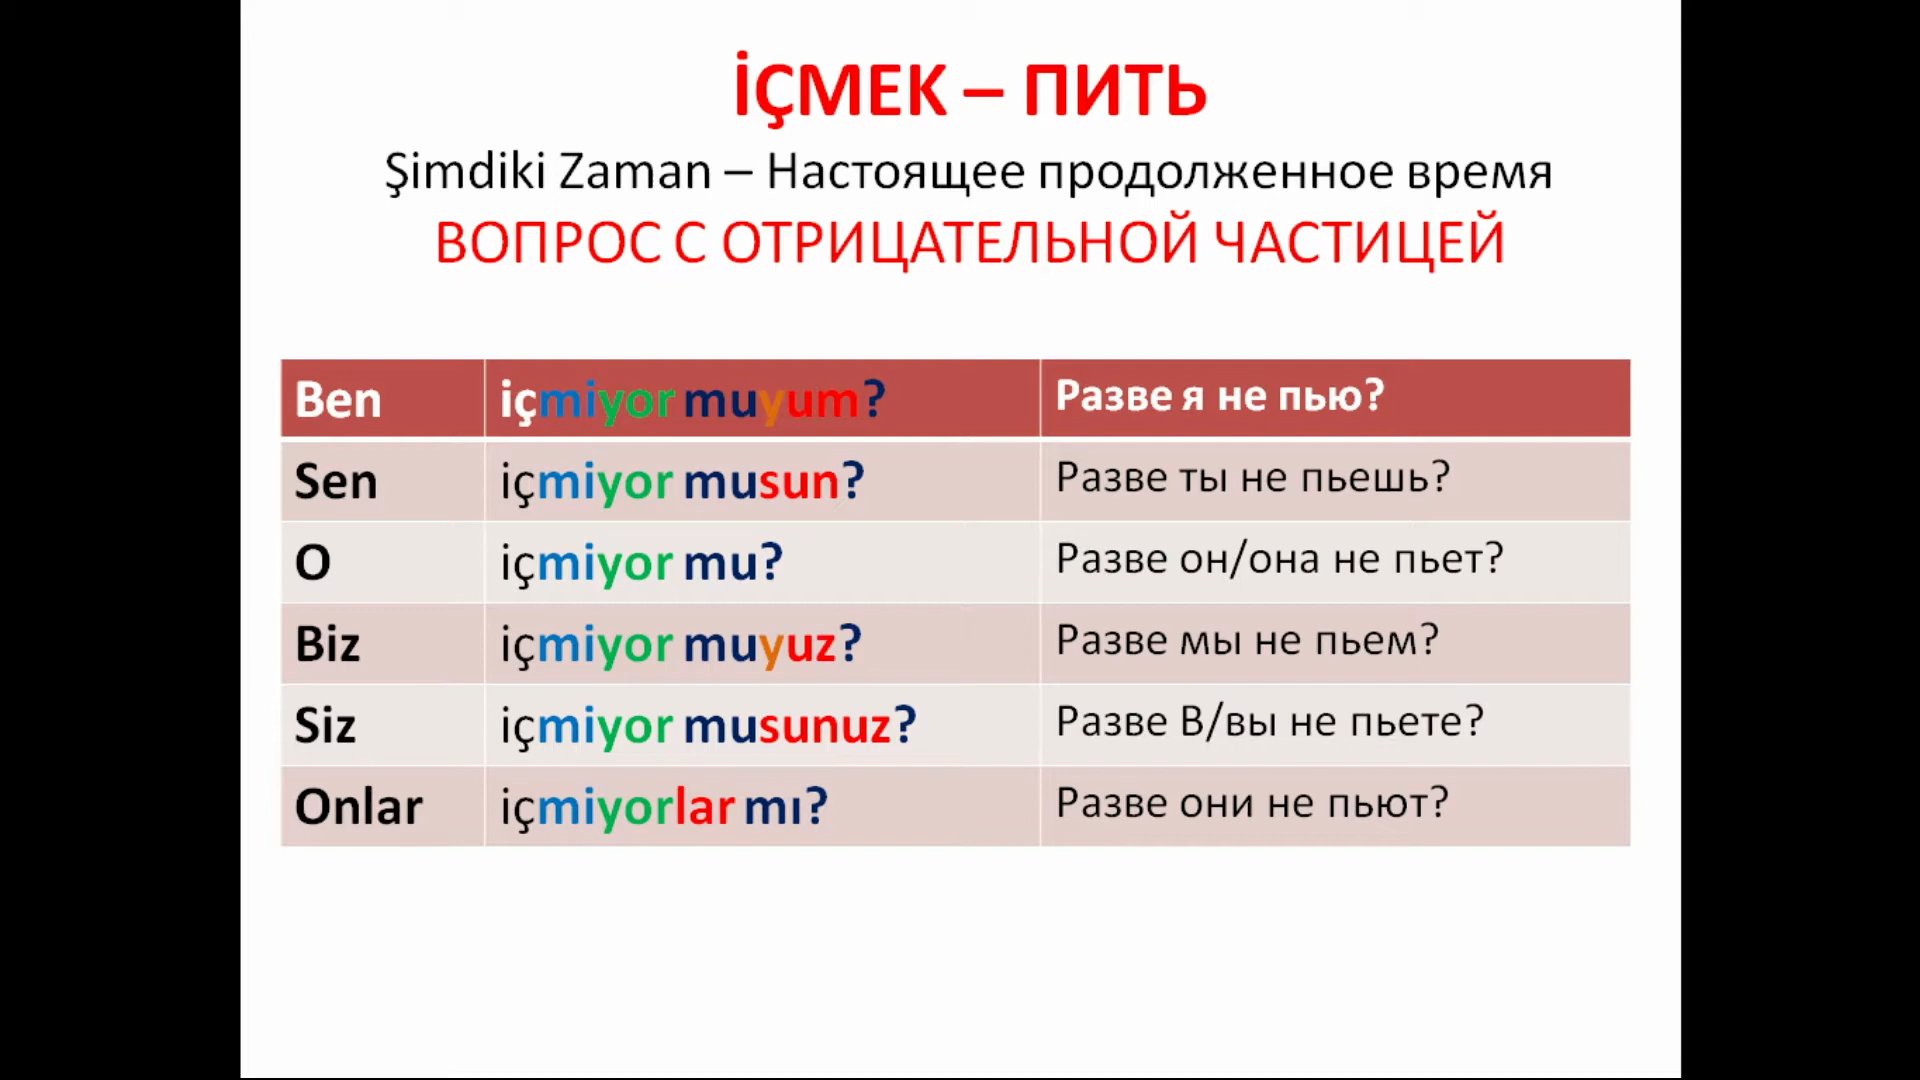 İÇMEK – ПИТЬ
Şimdiki Zaman – Настоящее продолженное время
ВОПРОС С ОТРИЦАТЕЛЬНОЙ ЧАСТИЦЕЙ
Ben içmiyor muyum? Разве я не пью?
Sen içmiyor musun? Разве ты не пьешь?
O içmiyor mu? Разве он/она не пьет?
Biz içmiyor muyuz? Разве мы не пьем?
Siz içmiyor musunuz? Разве В/вы не пьете?
Onlar içmiyorlar mı? Разве они не пьют?